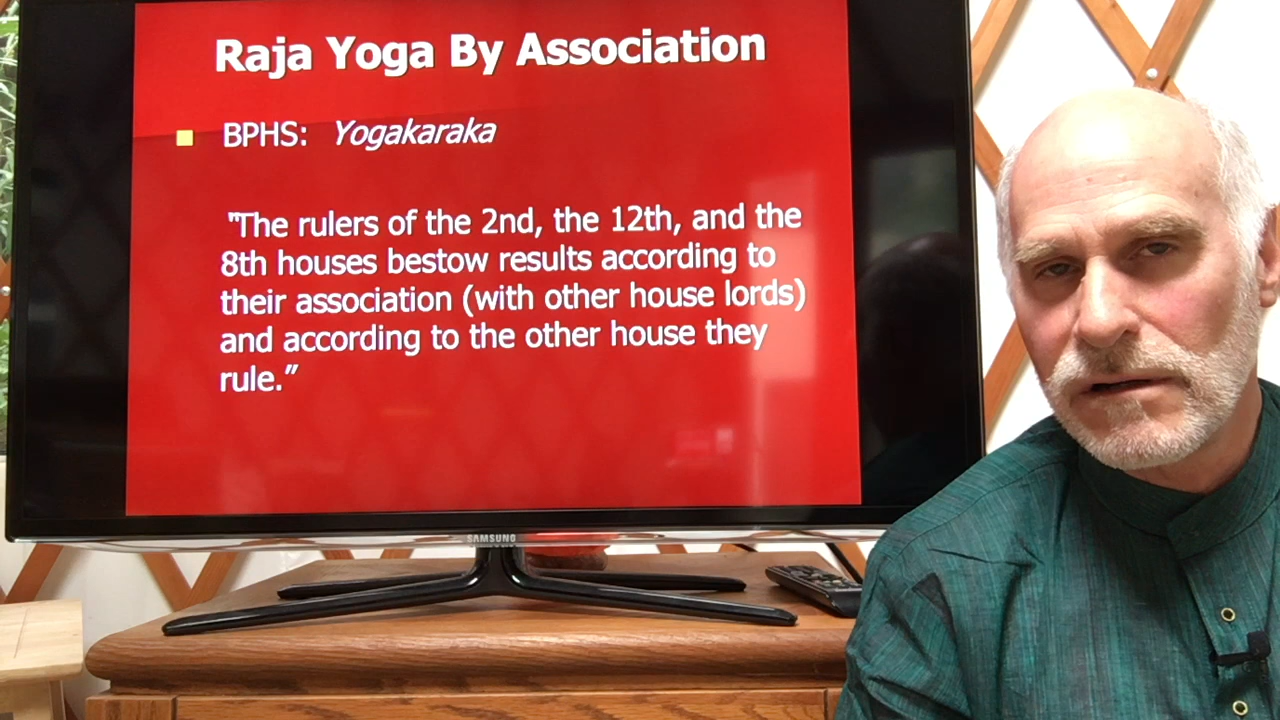 Raja Yoga By Association
BPHS: Yogakaraka
"The rulers of the 2nd, the 12th, and the
8th houses bestow results according to
their association (with other house lords)
and according to the other house they
rule.”
SAMSUNG